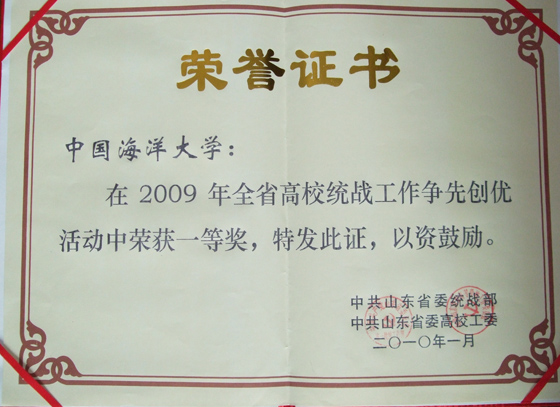 荣誉证书
中国海洋大学：
在 2009 年全省高校统战工作争先创优
活动中荣获一等奖，特发此证，以资鼓励。
中共山东省委统战部
中共山东省委高校工委
二〇一〇年一月